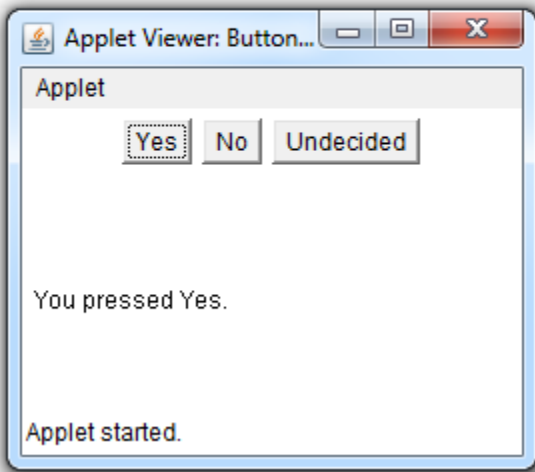 Applet Viewer: Button...
Applet
Yes No Undecided
You pressed Yes.
Applet started.